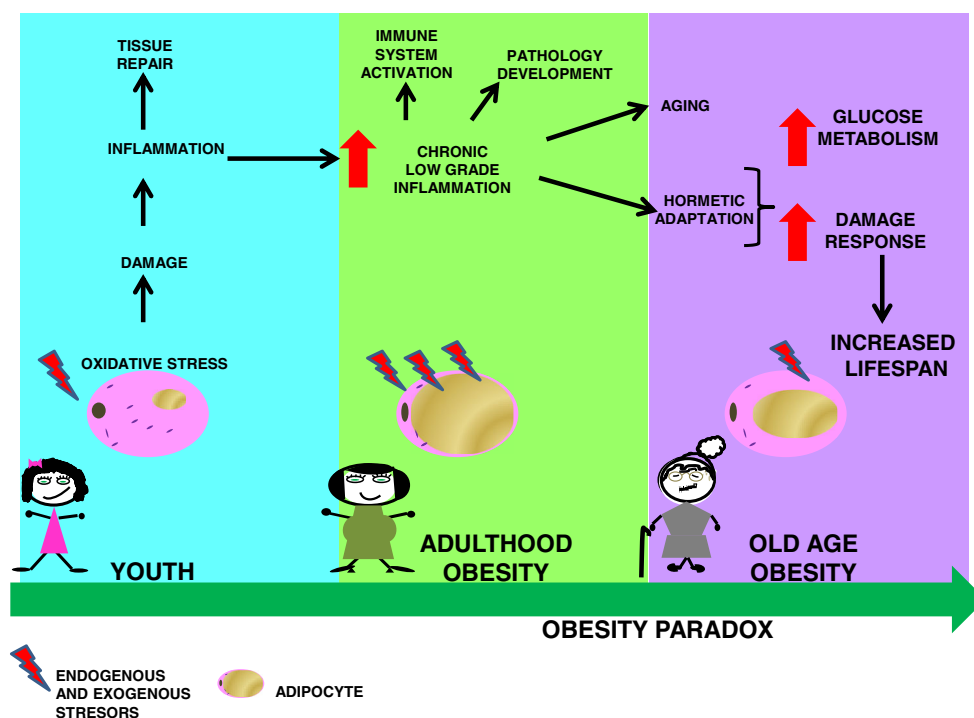 TISSUE
REPAIR
INFLAMMATION
DAMAGE
OXIDATIVE STRESS
YOUTH
IMMUNE
SYSTEM
ACTIVATION
PATHOLOGY
DEVELOPMENT
CHRONIC
LOW GRADE
INFLAMMATION
ADULTHOOD
OBESITY
AGING
HORMETIC
ADAPTATION
GLUCOSE
METABOLISM
DAMAGE
RESPONSE
INCREASED
LIFESPAN
OLD AGE
OBESITY
OBESITY PARADOX
ENDOGENOUS
AND EXOGENOUS
STRESORS
ADIPOCYTE